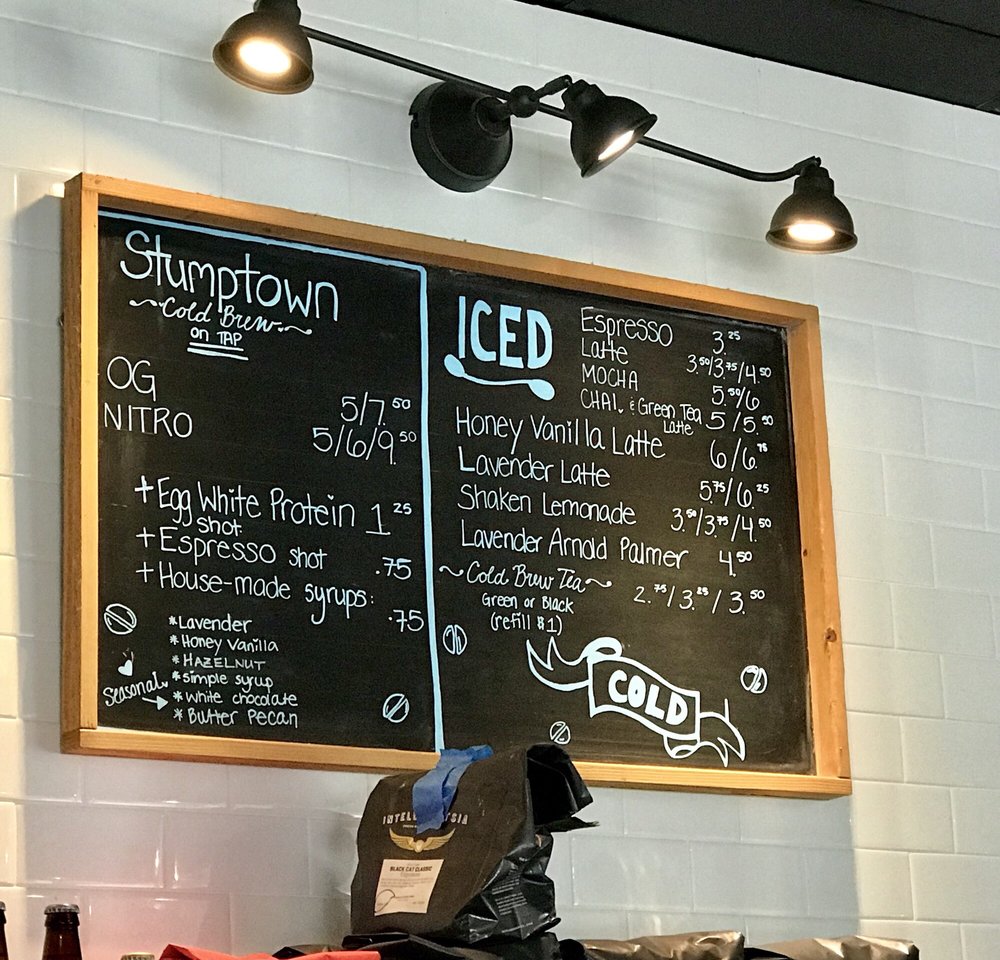 Stumptown
~Cold Brew~
on TAP
OG 5/7.50
NITRO 5/6/9.50
+Egg White Protein 1 25
shot
+Espresso shot .75
+House-made syrups: .75
*Lavender
*Honey Vanilla
*HAZELNUT
*simple syrup
Seasonal → *white chocolate
*Butter Pecan
ICED
Espresso 3.25
Latte 3.50/3.75/4.50
MOCHA 5.50/6
CHAI & Green Tea 5/5.50
Latte
Honey Vanilla Latte 6/6.75
Lavender Latte 5.75/6.25
Shaken Lemonade 3.50/3.75/4.50
Lavender Arnold Palmer 4.50
~Cold Brew Tea~ 2.75/3.25/3.50
Green or Black
(refill $1)
COLD
BLACK CAT CLASSIC